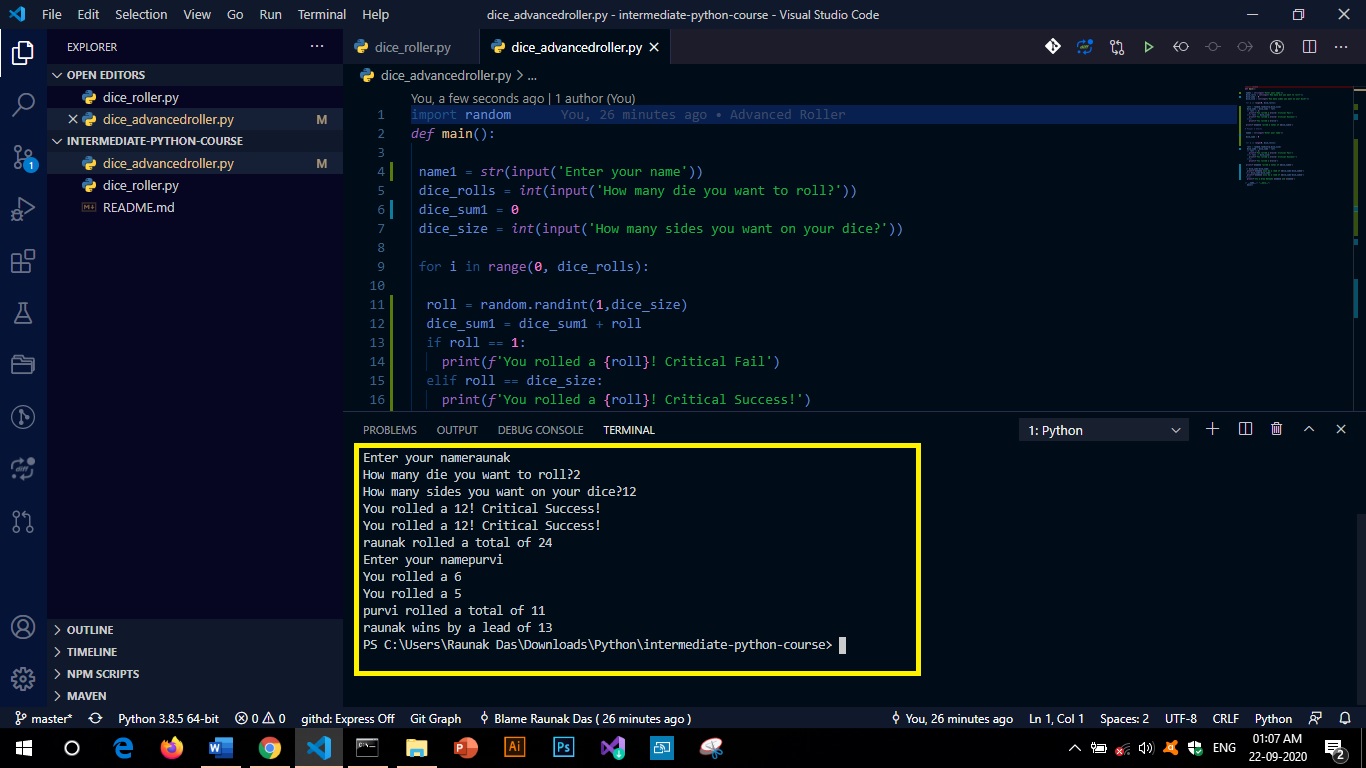 File Edit Selection View Go Run Terminal Help dice_advancedroller.py - intermediate-python-course - Visual Studio Code
EXPLORER
OPEN EDITORS
dice_roller.py
dice_advancedroller.py M
INTERMEDIATE-PYTHON-COURSE
dice_advancedroller.py M
dice_roller.py
README.md
OUTLINE
TIMELINE
NPM SCRIPTS
MAVEN
dice_roller.py dice_advancedroller.py
dice_advancedroller.py > ...
You, a few seconds ago | 1 author (You)
1 import random You, 26 minutes ago • Advanced Roller
2 def main():
3
4 name1 = str(input('Enter your name'))
5 dice_rolls = int(input('How many die you want to roll?'))
6 dice_sum1 = 0
7 dice_size = int(input('How many sides you want on your dice?'))
8
9 for i in range(0, dice_rolls):
10
11 roll = random.randint(1,dice_size)
12 dice_sum1 = dice_sum1 + roll
13 if roll == 1:
14 print(f'You rolled a {roll}! Critical Fail')
15 elif roll == dice_size:
16 print(f'You rolled a {roll}! Critical Success!')
PROBLEMS OUTPUT DEBUG CONSOLE TERMINAL 1: Python
Enter your nameraunak
How many die you want to roll?2
How many sides you want on your dice?12
You rolled a 12! Critical Success!
You rolled a 12! Critical Success!
raunak rolled a total of 24
Enter your namepurvi
You rolled a 6
You rolled a 5
purvi rolled a total of 11
raunak wins by a lead of 13
PS C:\Users\Raunak Das\Downloads\Python\intermediate-python-course>
master* Python 3.8.5 64-bit 0 0 githd: Express Off Git Graph Blame Raunak Das ( 26 minutes ago ) You, 26 minutes ago Ln 1, Col 1 Spaces: 2 UTF-8 CRLF Python
ENG 01:07 AM
22-09-2020 2